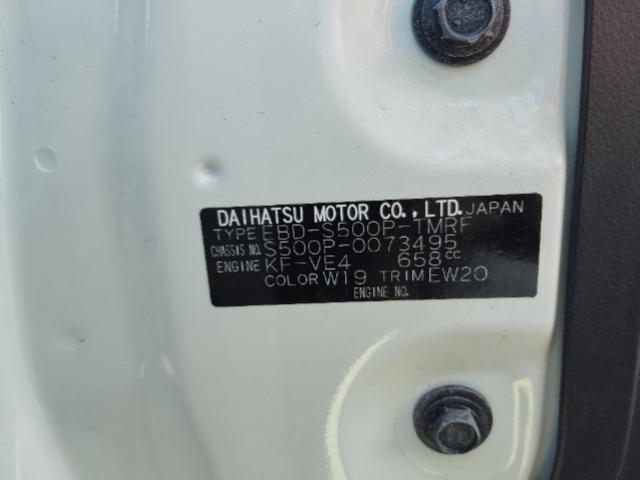 DAIHATSU MOTOR CO.,LTD. JAPAN
TYPE EBD-S500P-TMRF
CHASSIS NO. S500P-0073495
ENGINE KF-VE4 658cc
COLOR W19 TRIM EW20
ENGINE NO.